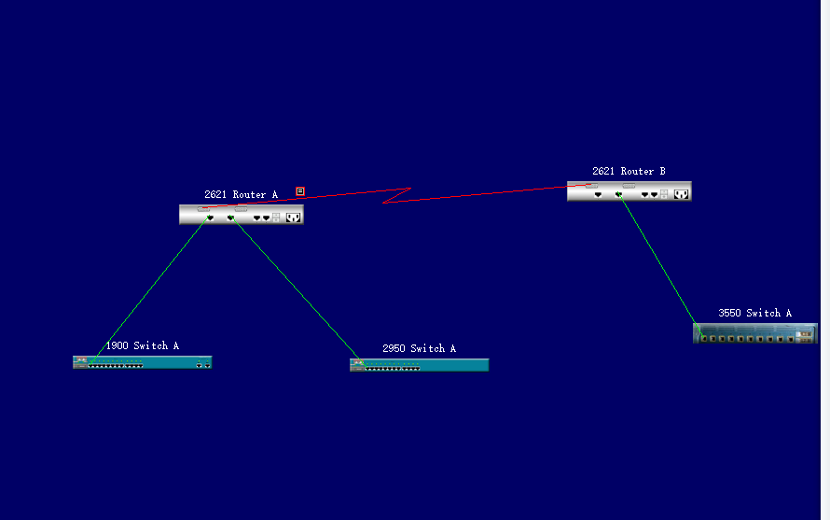 2621 Router B
2621 Router A
3550 Switch A
1900 Switch A
2950 Switch A